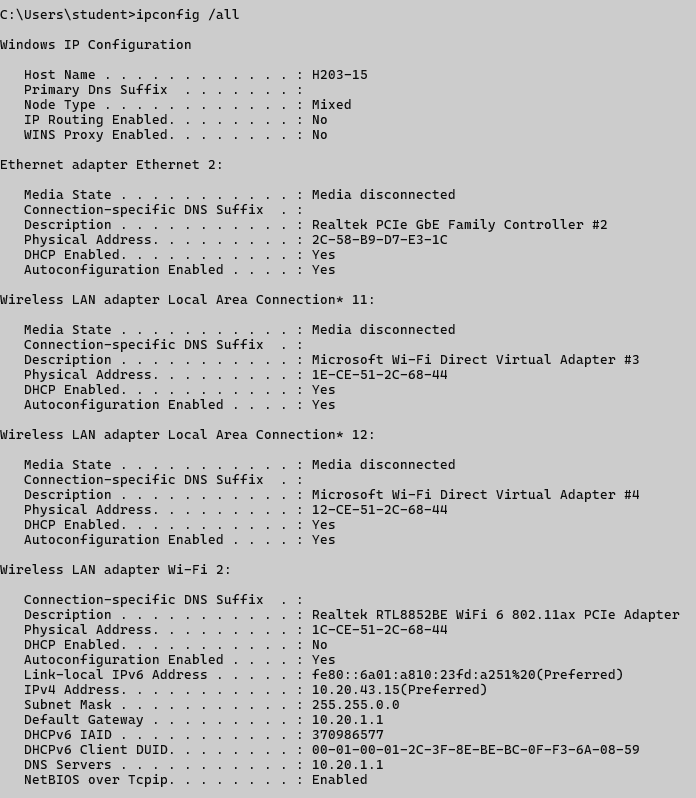 C:\Users\student>ipconfig /all
Windows IP Configuration
Host Name . . . . . . . . . . . . : H203-15
Primary Dns Suffix  . . . . . . . :
Node Type . . . . . . . . . . . . : Mixed
IP Routing Enabled. . . . . . . . : No
WINS Proxy Enabled. . . . . . . . : No
Ethernet adapter Ethernet 2:
Media State . . . . . . . . . . . : Media disconnected
Connection-specific DNS Suffix  . :
Description . . . . . . . . . . . : Realtek PCIe GbE Family Controller #2
Physical Address. . . . . . . . . : 2C-58-B9-D7-E3-1C
DHCP Enabled. . . . . . . . . . . : Yes
Autoconfiguration Enabled . . . . : Yes
Wireless LAN adapter Local Area Connection* 11:
Media State . . . . . . . . . . . : Media disconnected
Connection-specific DNS Suffix  . :
Description . . . . . . . . . . . : Microsoft Wi-Fi Direct Virtual Adapter #3
Physical Address. . . . . . . . . : 1E-CE-51-2C-68-44
DHCP Enabled. . . . . . . . . . . : Yes
Autoconfiguration Enabled . . . . : Yes
Wireless LAN adapter Local Area Connection* 12:
Media State . . . . . . . . . . . : Media disconnected
Connection-specific DNS Suffix  . :
Description . . . . . . . . . . . : Microsoft Wi-Fi Direct Virtual Adapter #4
Physical Address. . . . . . . . . : 12-CE-51-2C-68-44
DHCP Enabled. . . . . . . . . . . : Yes
Autoconfiguration Enabled . . . . : Yes
Wireless LAN adapter Wi-Fi 2:
Connection-specific DNS Suffix  . :
Description . . . . . . . . . . . : Realtek RTL8852BE WiFi 6 802.11ax PCIe Adapter
Physical Address. . . . . . . . . : 1C-CE-51-2C-68-44
DHCP Enabled. . . . . . . . . . . : No
Autoconfiguration Enabled . . . . : Yes
Link-local IPv6 Address . . . . . : fe80::6a01:a810:23fd:a251%20(Preferred)
IPv4 Address. . . . . . . . . . . : 10.20.43.15(Preferred)
Subnet Mask . . . . . . . . . . . : 255.255.0.0
Default Gateway . . . . . . . . . : 10.20.1.1
DHCPv6 IAID . . . . . . . . . . . : 370986577
DHCPv6 Client DUID. . . . . . . . : 00-01-00-01-2C-3F-8E-BE-BC-0F-F3-6A-08-59
DNS Servers . . . . . . . . . . . : 10.20.1.1
NetBIOS over Tcpip. . . . . . . . : Enabled